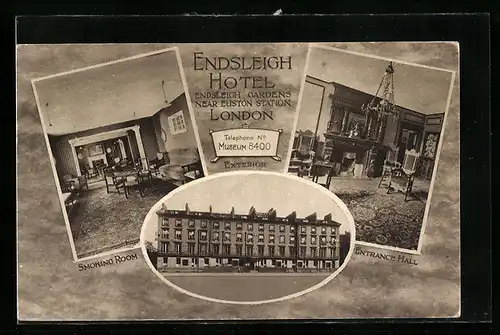 ENDSLEIGH
HOTEL
ENDSLEIGH GARDENS
NEAR EUSTON STATION
LONDON
Telephone No
MUSEUM 8400
EXTERIOR
SMOKING ROOM
ENTRANCE HALL